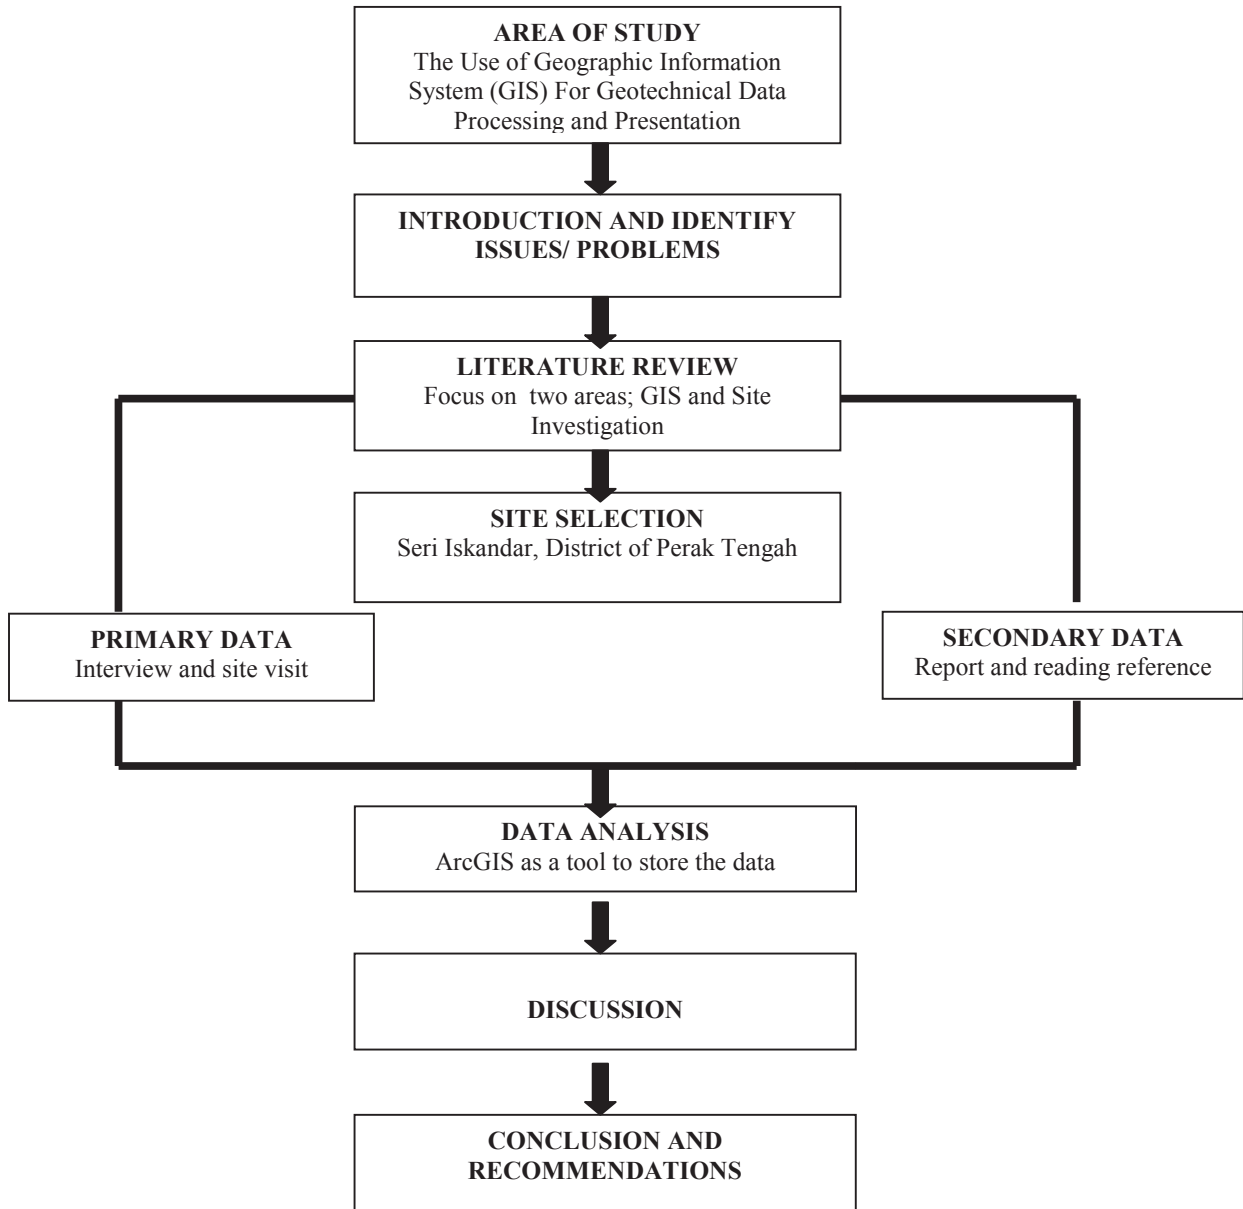 AREA OF STUDY
The Use of Geographic Information
System (GIS) For Geotechnical Data
Processing and Presentation
INTRODUCTION AND IDENTIFY
ISSUES/ PROBLEMS
LITERATURE REVIEW
Focus on two areas; GIS and Site
Investigation
SITE SELECTION
Seri Iskandar, District of Perak Tengah
PRIMARY DATA
Interview and site visit
SECONDARY DATA
Report and reading reference
DATA ANALYSIS
ArcGIS as a tool to store the data
DISCUSSION
CONCLUSION AND
RECOMMENDATIONS